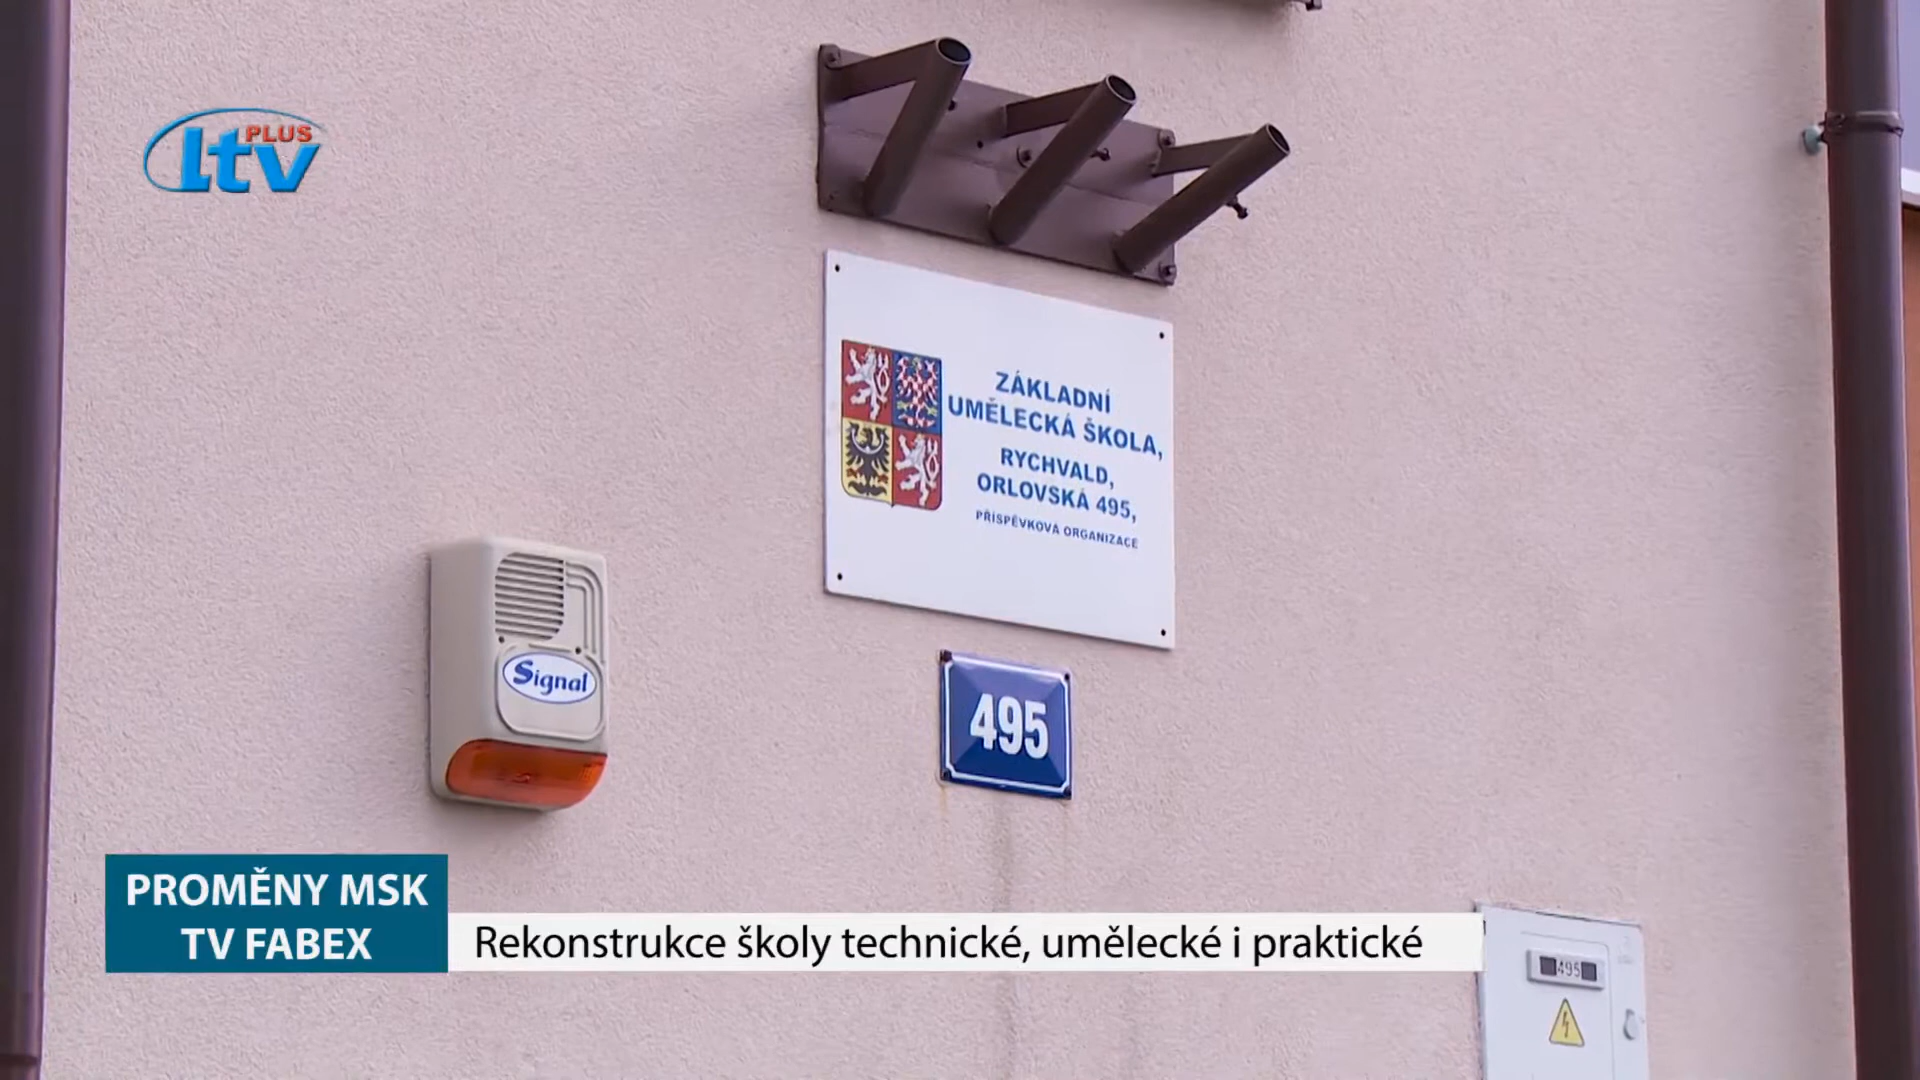 ltv PLUS
ZÁKLADNÍ
UMĚLECKÁ ŠKOLA,
RYCHVALD,
ORLOVSKÁ 495,
PŘÍSPĚVKOVÁ ORGANIZACE
Signal
495
PROMĚNY MSK
TV FABEX
Rekonstrukce školy technické, umělecké i praktické
495